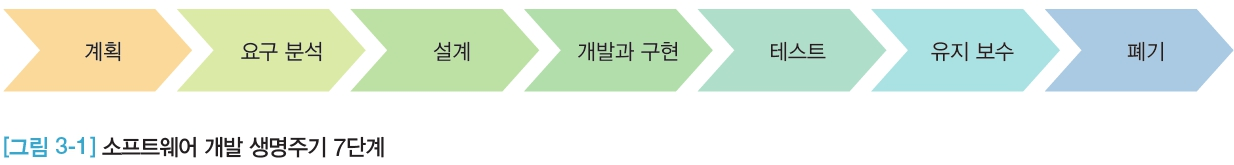 계획 요구 분석 설계 개발과 구현 테스트 유지 보수 폐기
[그림 3-1] 소프트웨어 개발 생명주기 7단계